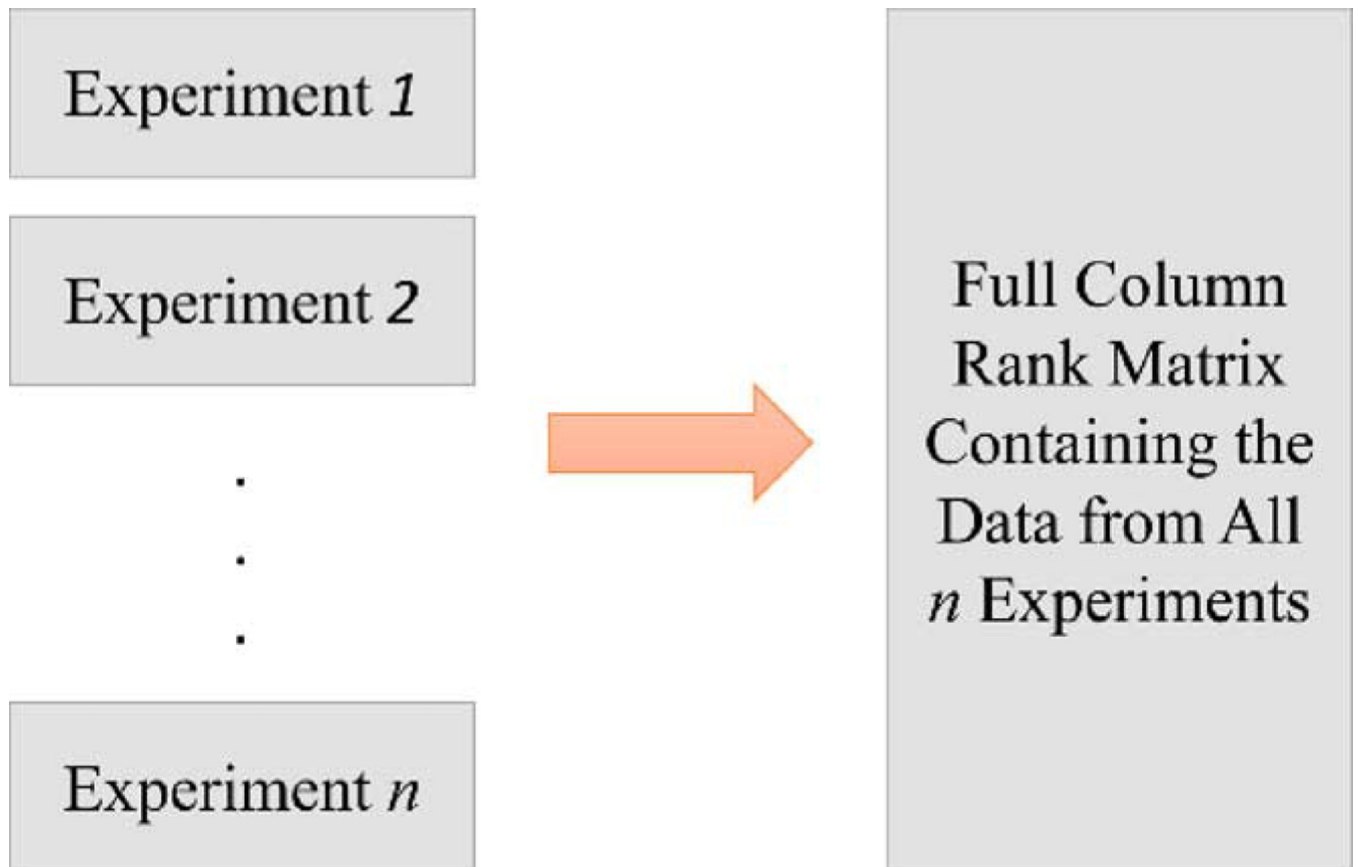 Experiment 1
Experiment 2
.
.
.
Experiment n
Full Column
Rank Matrix
Containing the
Data from All
n Experiments